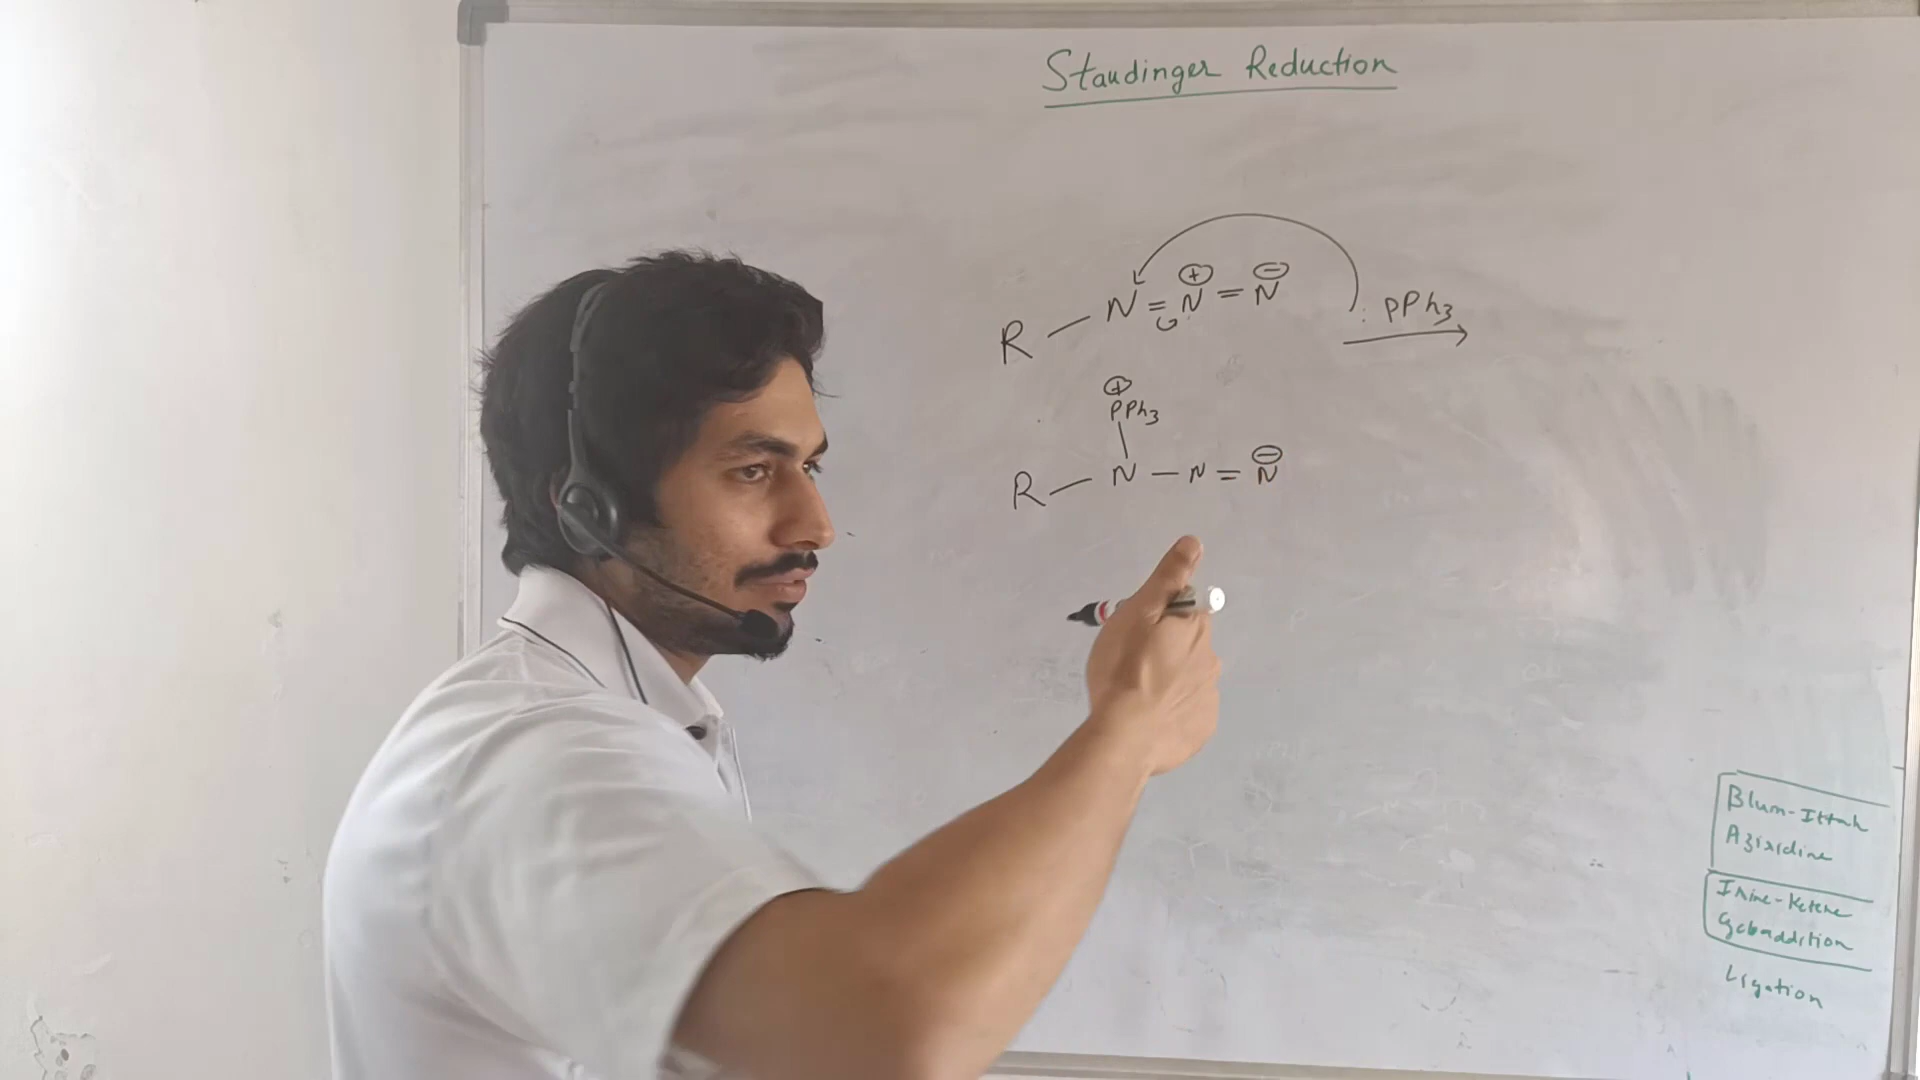 Staudinger Reduction
⊕ ⊖
R — N = N = N : PPh3
⊕
PPh3
⊖
R — N — N = N
Blum-Ittah
Aziridine
Imine-Ketene
Cycloaddition
Ligation